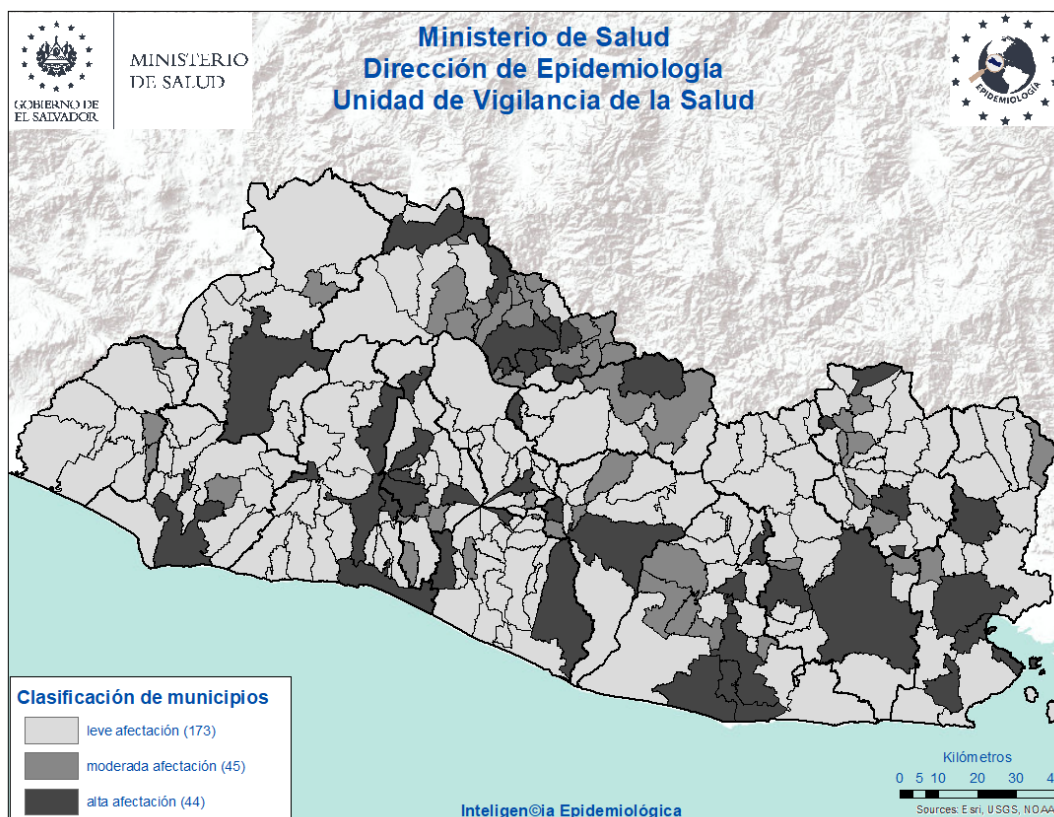 GOBIERNO DE
EL SALVADOR
MINISTERIO
DE SALUD
Ministerio de Salud
Dirección de Epidemiología
Unidad de Vigilancia de la Salud
EPIDEMIOLOGÍA
Clasificación de municipios
leve afectación (173)
moderada afectación (45)
alta afectación (44)
Inteligen©ia Epidemiológica
Kilómetros
0 5 10 20 30 4
Sources: Esri, USGS, NOAA